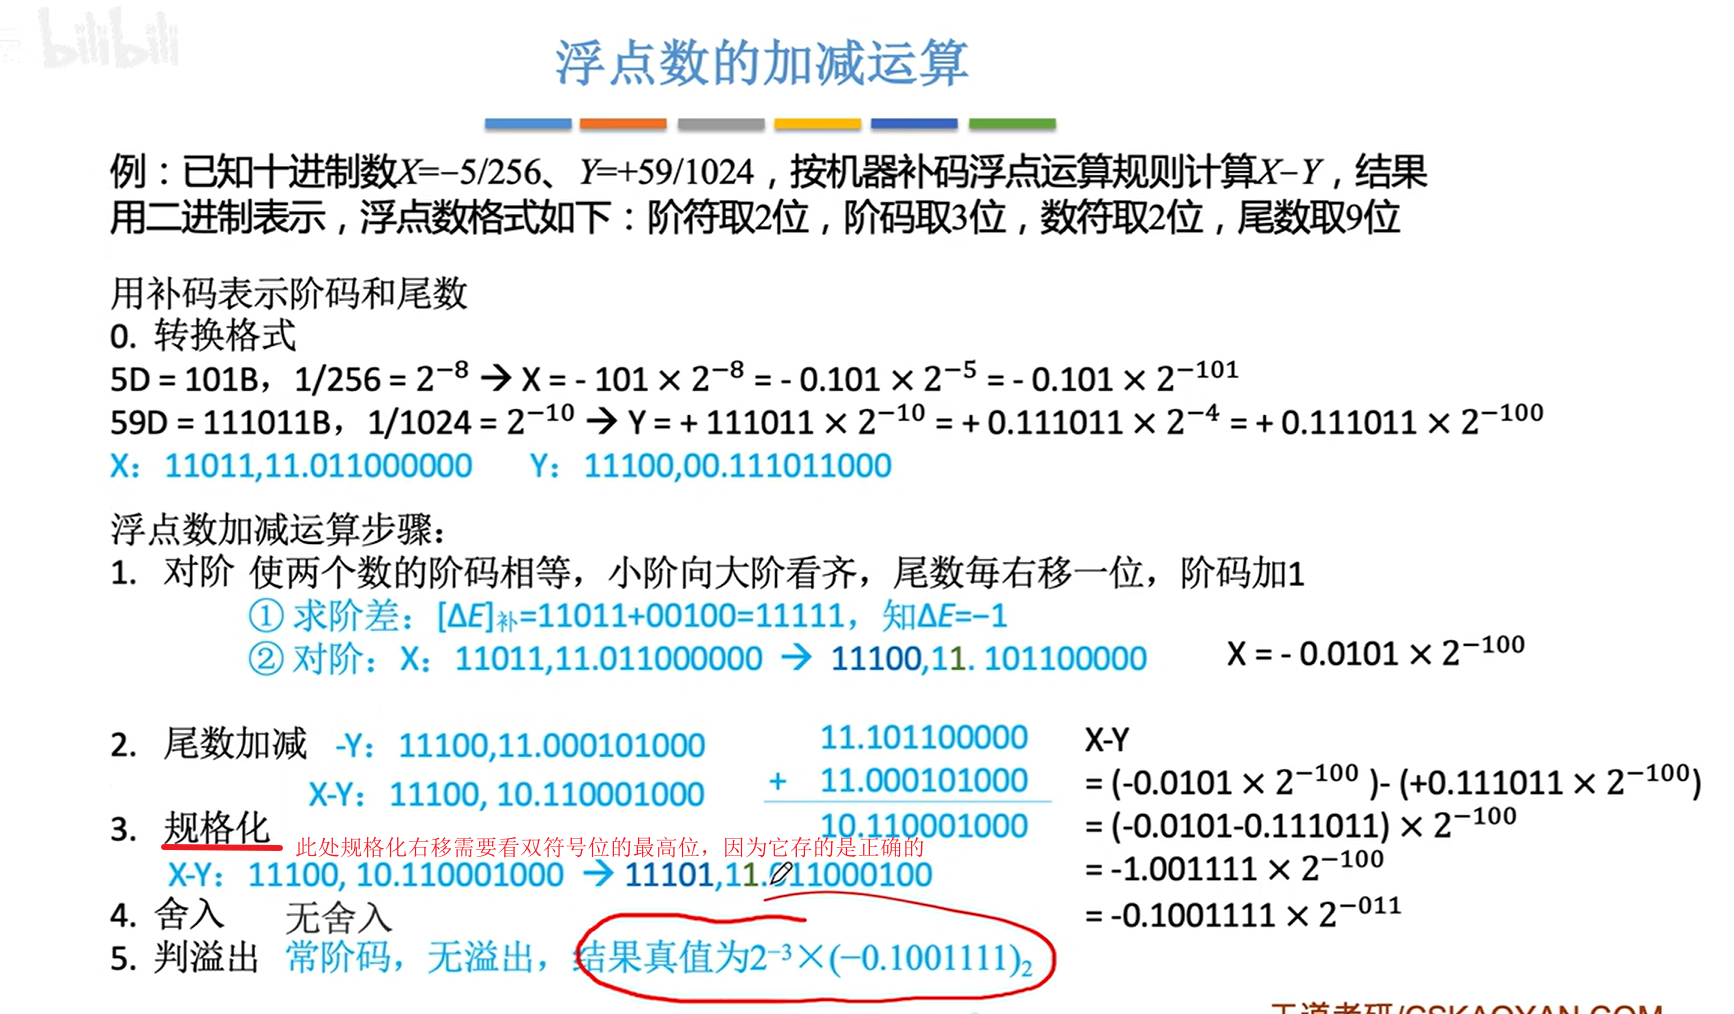 bilibili
浮点数的加减运算
例：已知十进制数X=−5/256、Y=+59/1024，按机器补码浮点运算规则计算X−Y，结果
用二进制表示，浮点数格式如下：阶符取2位，阶码取3位，数符取2位，尾数取9位
用补码表示阶码和尾数
0. 转换格式
5D = 101B，1/256 = 2⁻⁸ → X = - 101 × 2⁻⁸ = - 0.101 × 2⁻⁵ = - 0.101 × 2⁻¹⁰¹
59D = 111011B，1/1024 = 2⁻¹⁰ → Y = + 111011 × 2⁻¹⁰ = + 0.111011 × 2⁻⁴ = + 0.111011 × 2⁻¹⁰⁰
X：11011,11.011000000 Y：11100,00.111011000
浮点数加减运算步骤：
1. 对阶 使两个数的阶码相等，小阶向大阶看齐，尾数每右移一位，阶码加1
① 求阶差：[ΔE]补=11011+00100=11111，知ΔE=−1
② 对阶：X：11011,11.011000000 → 11100,11. 101100000 X = - 0.0101 × 2⁻¹⁰⁰
2. 尾数加减 -Y：11100,11.000101000 11.101100000 X-Y
+ 11.000101000 = (-0.0101 × 2⁻¹⁰⁰ )- (+0.111011 × 2⁻¹⁰⁰)
X-Y：11100, 10.110001000
3. 规格化 10.110001000 = (-0.0101-0.111011) × 2⁻¹⁰⁰
此处规格化右移需要看双符号位的最高位，因为它存的是正确的
X-Y：11100, 10.110001000 → 11101,11.011000100 = -1.001111 × 2⁻¹⁰⁰
4. 舍入 无舍入 = -0.1001111 × 2⁻⁰¹¹
5. 判溢出 常阶码，无溢出，结果真值为2⁻³×(−0.1001111)₂
王道考研/CSKAOYAN.COM